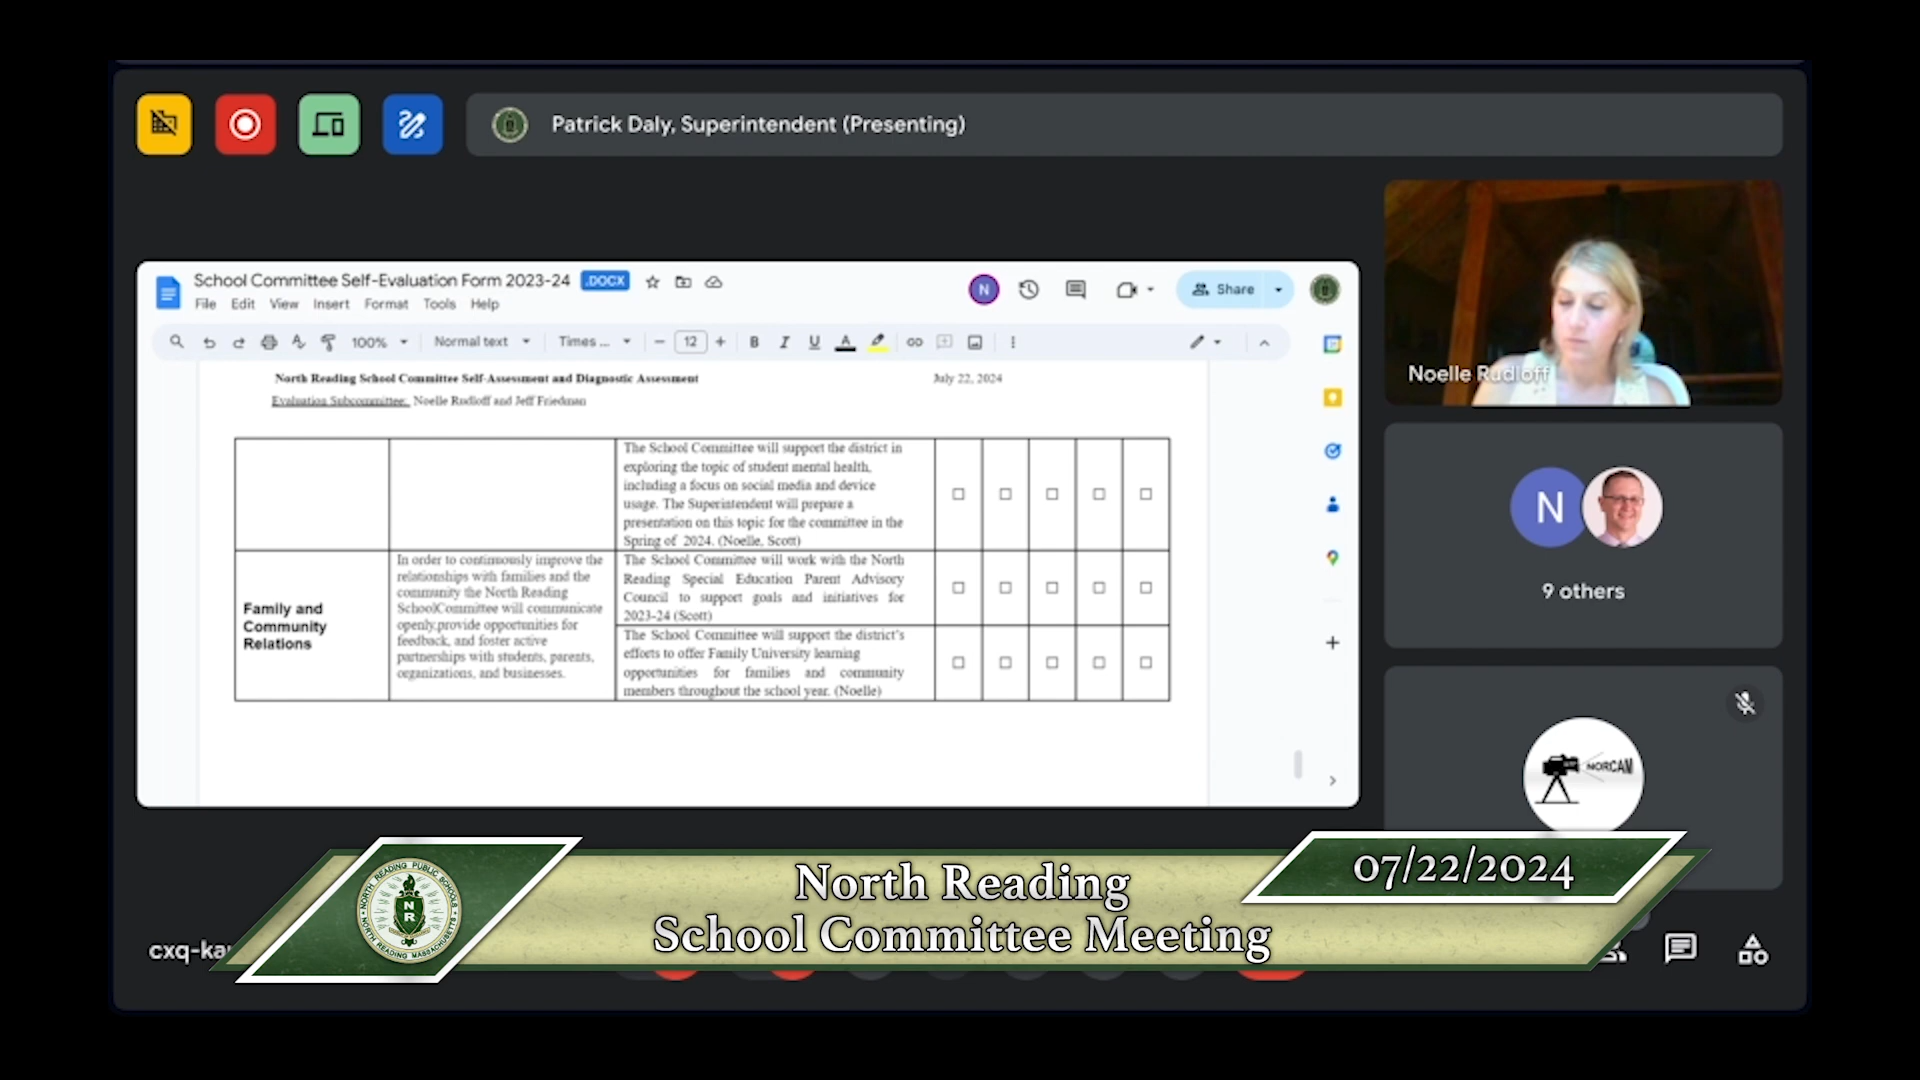 Patrick Daly, Superintendent (Presenting)
School Committee Self-Evaluation Form 2023-24 .DOCX
File Edit View Insert Format Tools Help
N
Share
100% Normal text Times ... − 12 + B I U A
North Reading School Committee Self-Assessment and Diagnostic Assessment July 22, 2024
Evaluation Subcommittee: Noelle Rudloff and Jeff Friedman
The School Committee will support the district in
exploring the topic of student mental health,
including a focus on social media and device
usage. The Superintendent will prepare a
presentation on this topic for the committee in the
Spring of 2024. (Noelle, Scott)
Family and
Community
Relations
In order to continuously improve the
relationships with families and the
community the North Reading
SchoolCommittee will communicate
openly,provide opportunities for
feedback, and foster active
partnerships with students, parents,
organizations, and businesses.
The School Committee will work with the North
Reading Special Education Parent Advisory
Council to support goals and initiatives for
2023-24 (Scott)
The School Committee will support the district's
efforts to offer Family University learning
opportunities for families and community
members throughout the school year. (Noelle)
Noelle Rudloff
N
9 others
NORCAM
07/22/2024
North Reading
School Committee Meeting
NORTH READING PUBLIC SCHOOLS
N
R
NORTH READING MASSACHUSETTS